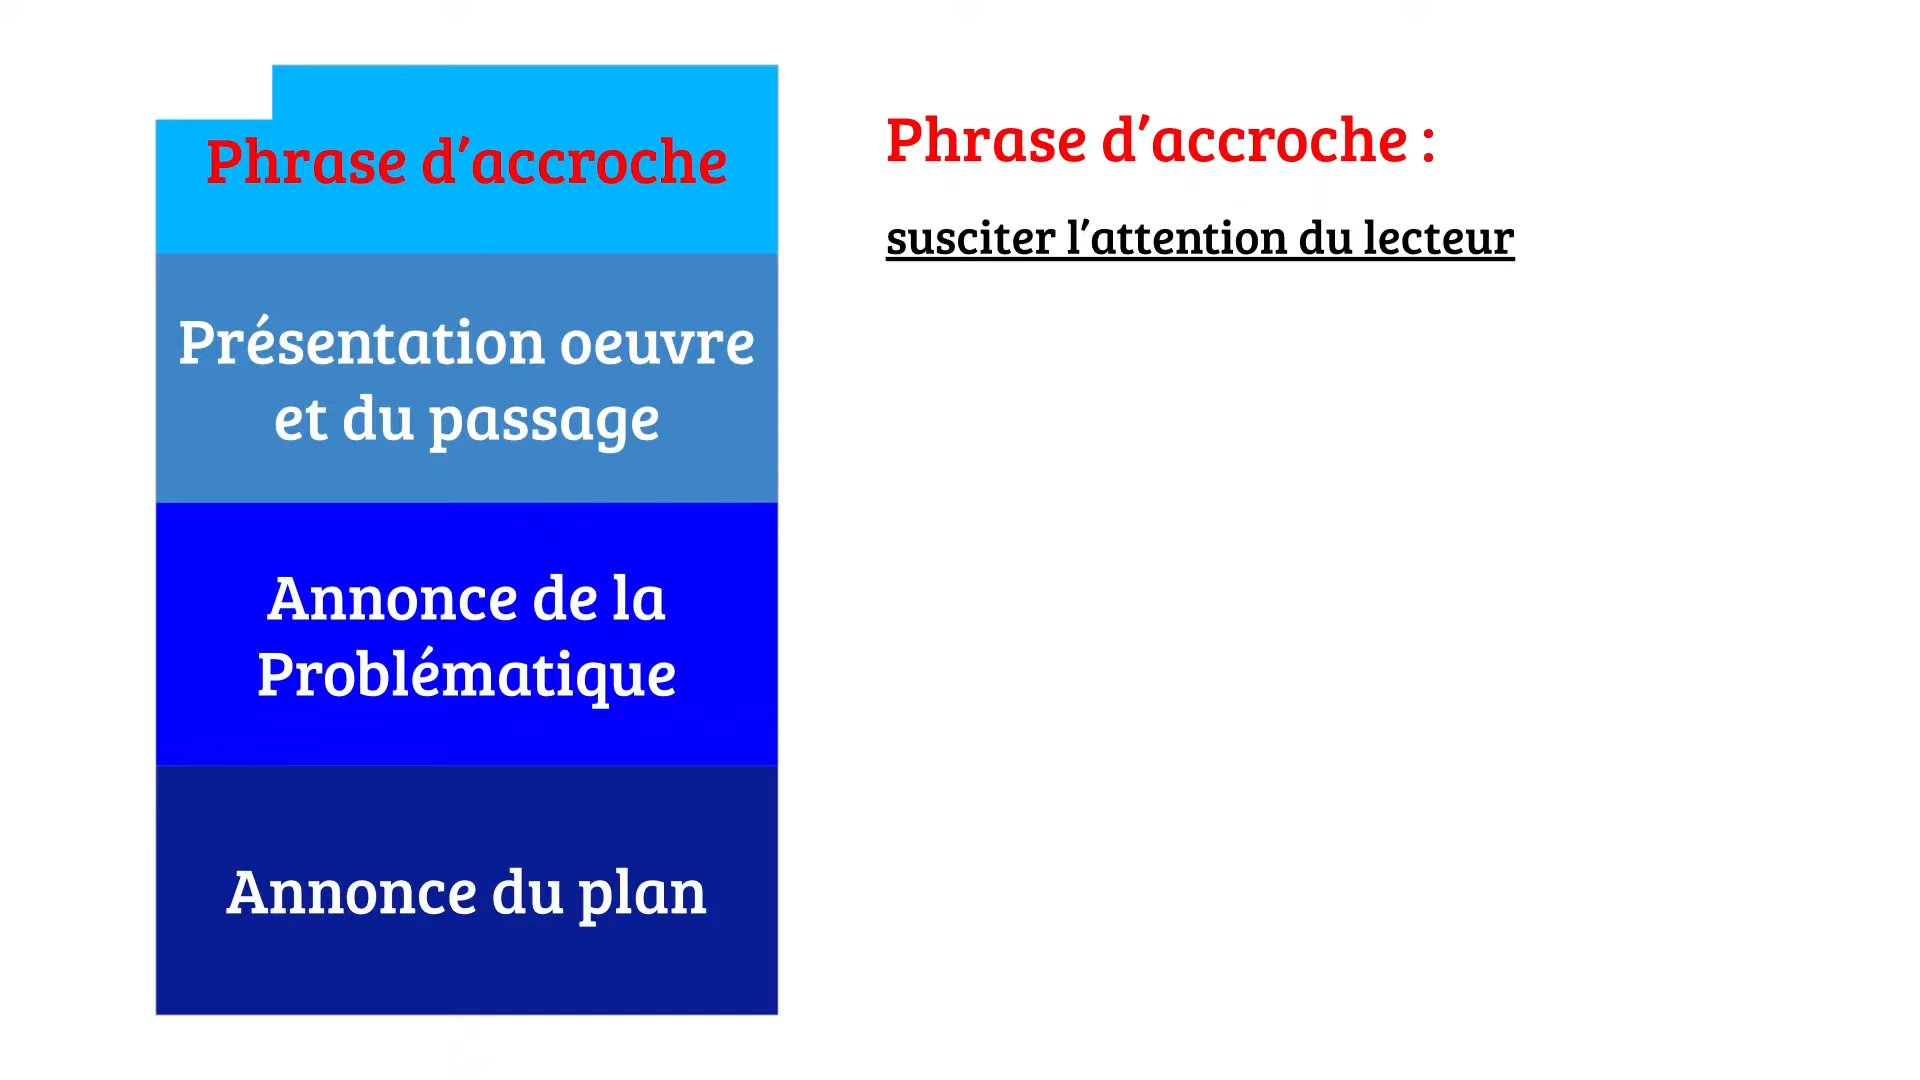 Phrase d'accroche
Présentation oeuvre
et du passage
Annonce de la
Problématique
Annonce du plan
Phrase d'accroche :
susciter l'attention du lecteur